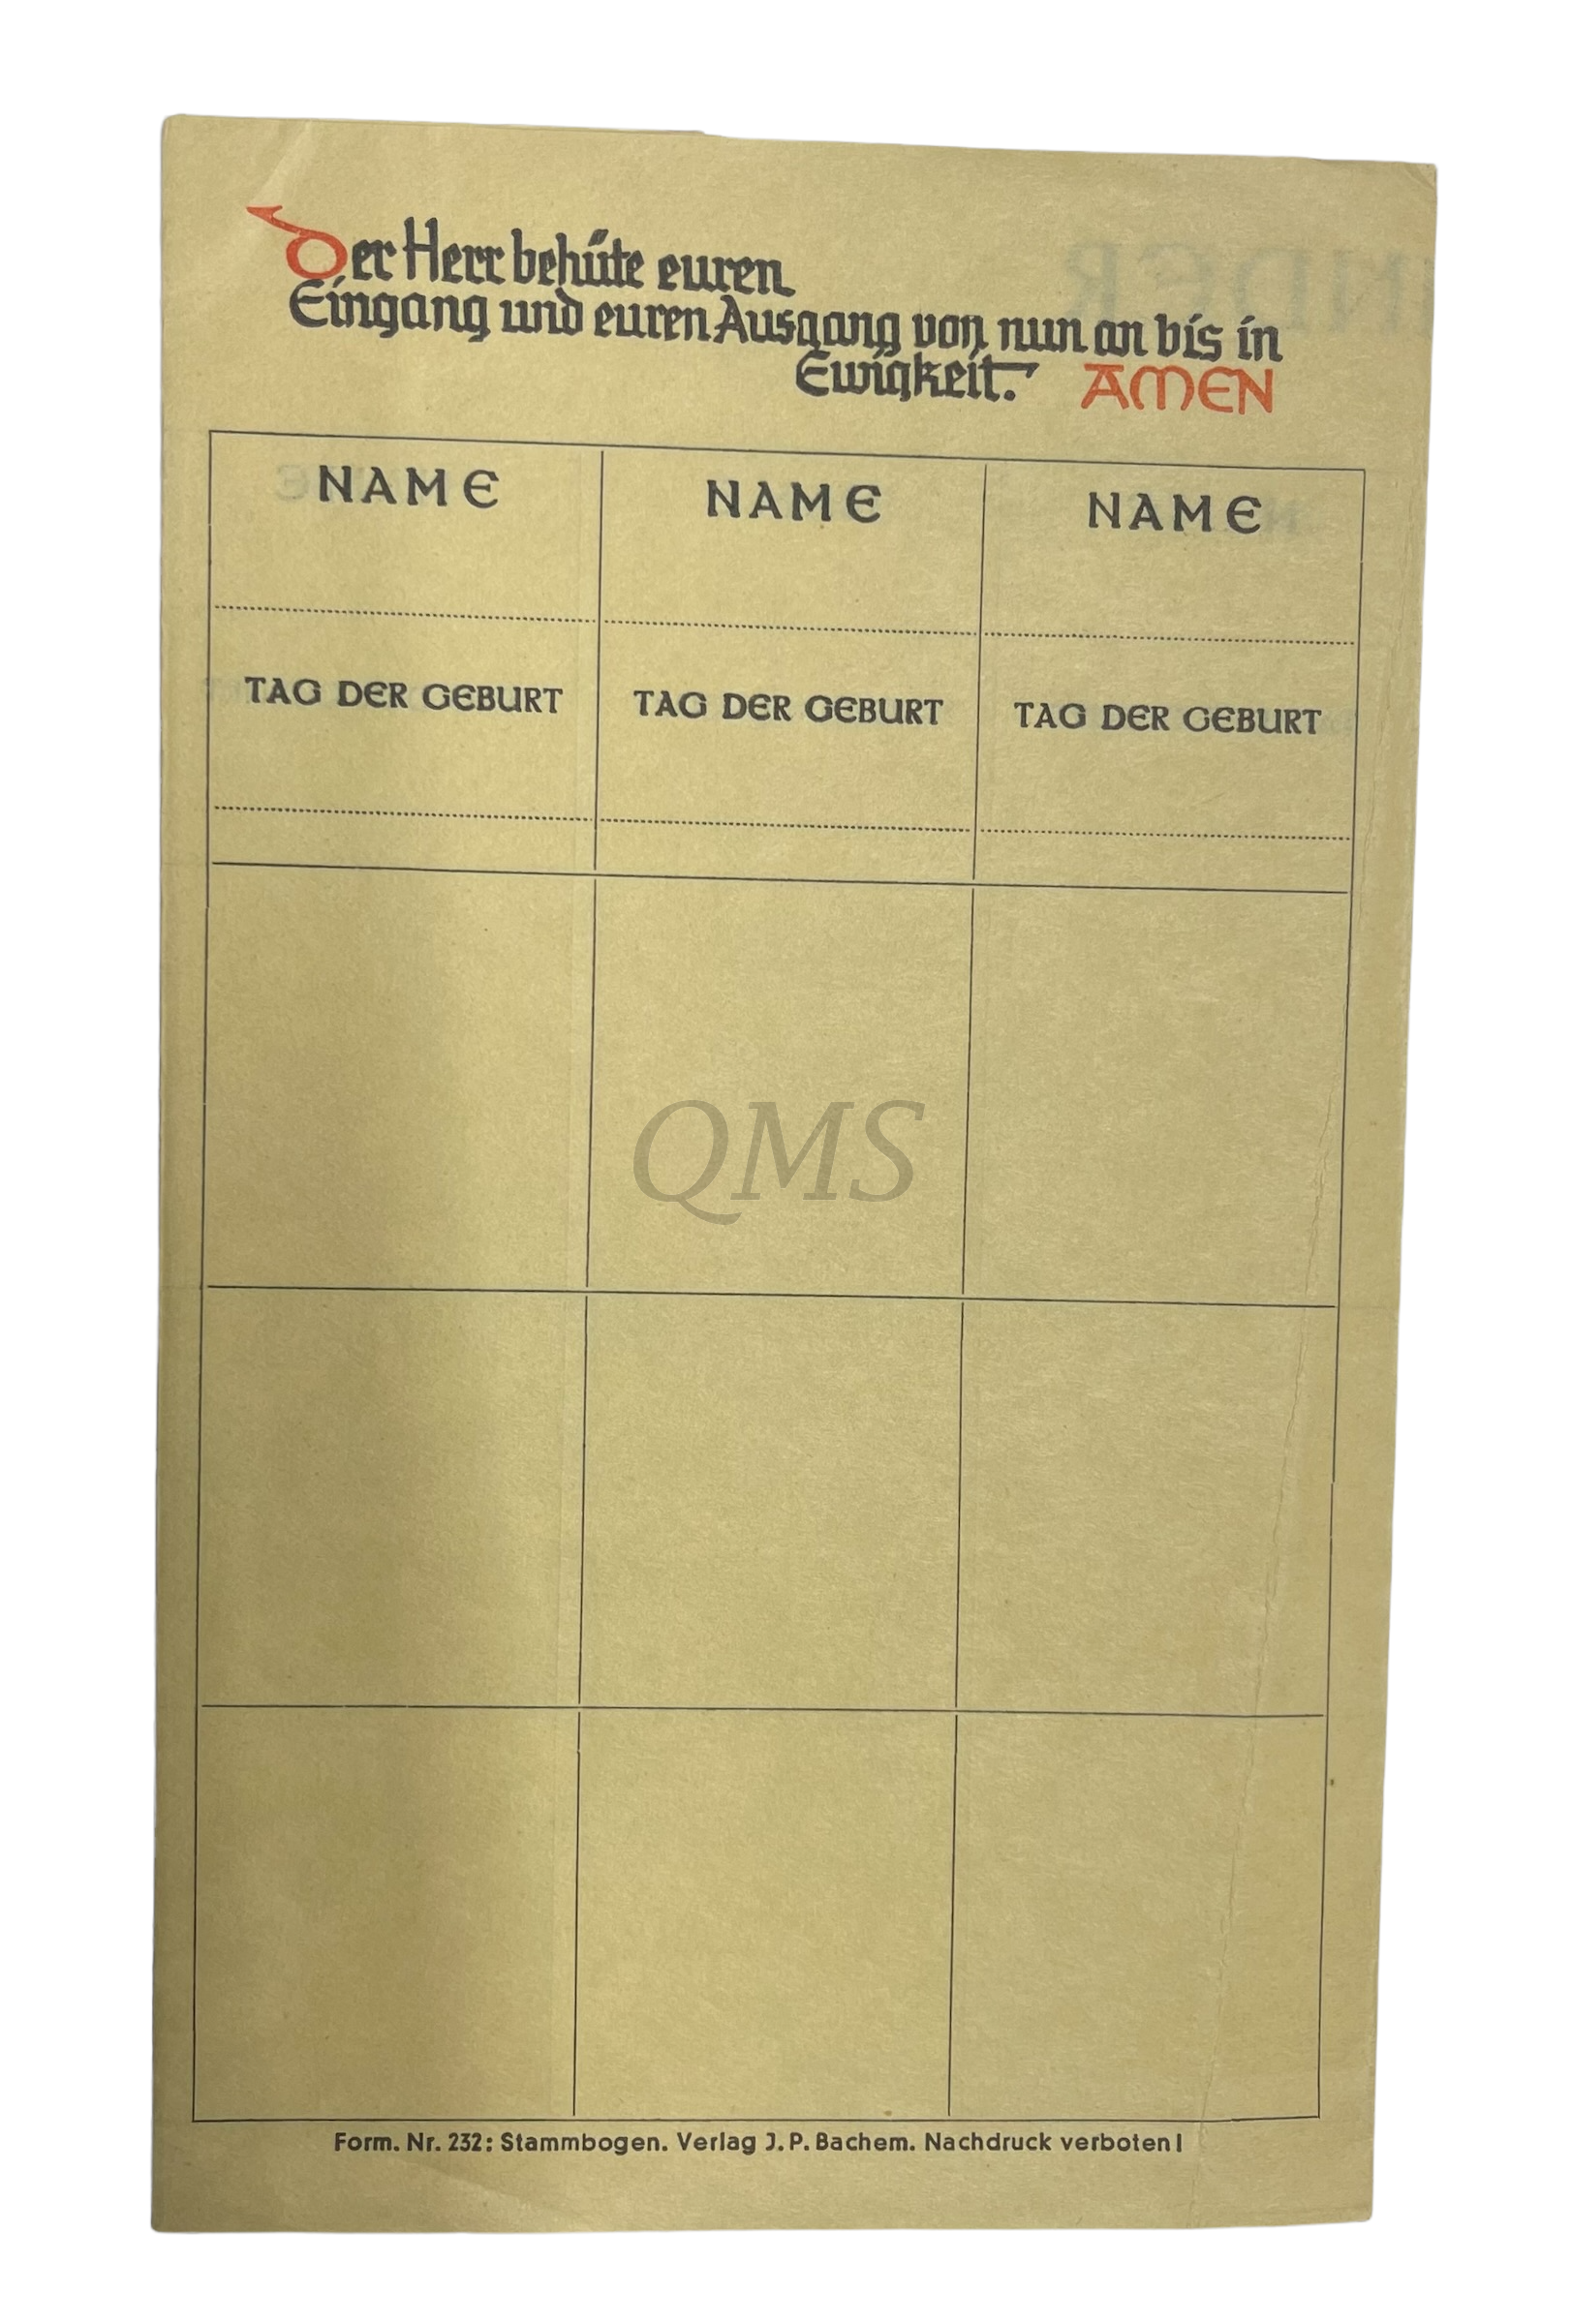 Der Herr behüte euren
Eingang und euren Ausgang von nun an bis in
Ewigkeit. AMEN
NAME NAME NAME
TAG DER GEBURT TAG DER GEBURT TAG DER GEBURT
QMS
Form. Nr. 232: Stammbogen. Verlag J. P. Bachem. Nachdruck verboten!